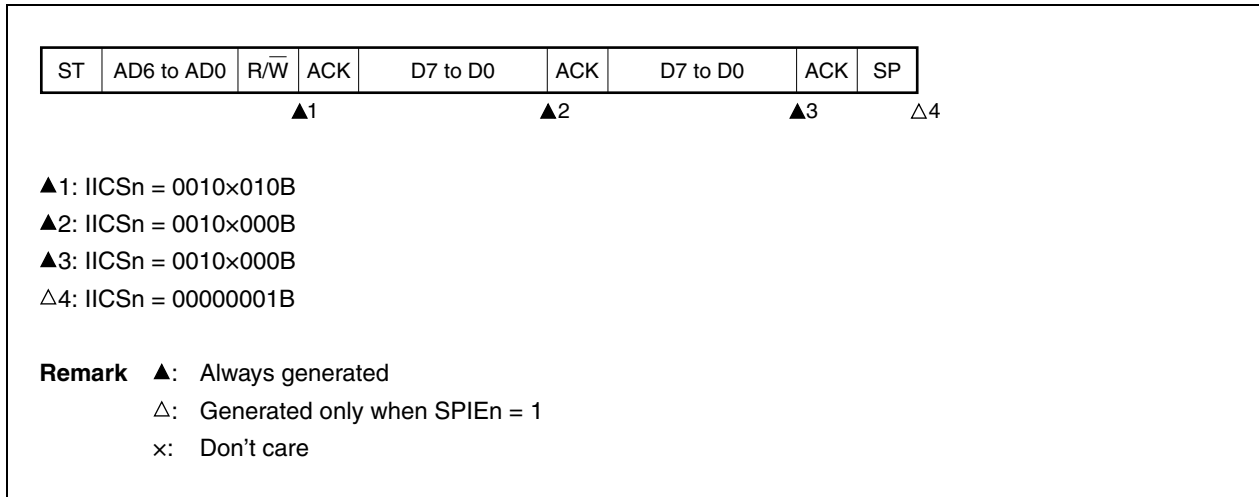 ST AD6 to AD0 R/W̅ ACK D7 to D0 ACK D7 to D0 ACK SP
▲1 ▲2 ▲3 △4
▲1: IICSn = 0010×010B
▲2: IICSn = 0010×000B
▲3: IICSn = 0010×000B
△4: IICSn = 00000001B
Remark ▲: Always generated
△: Generated only when SPIEn = 1
×: Don't care